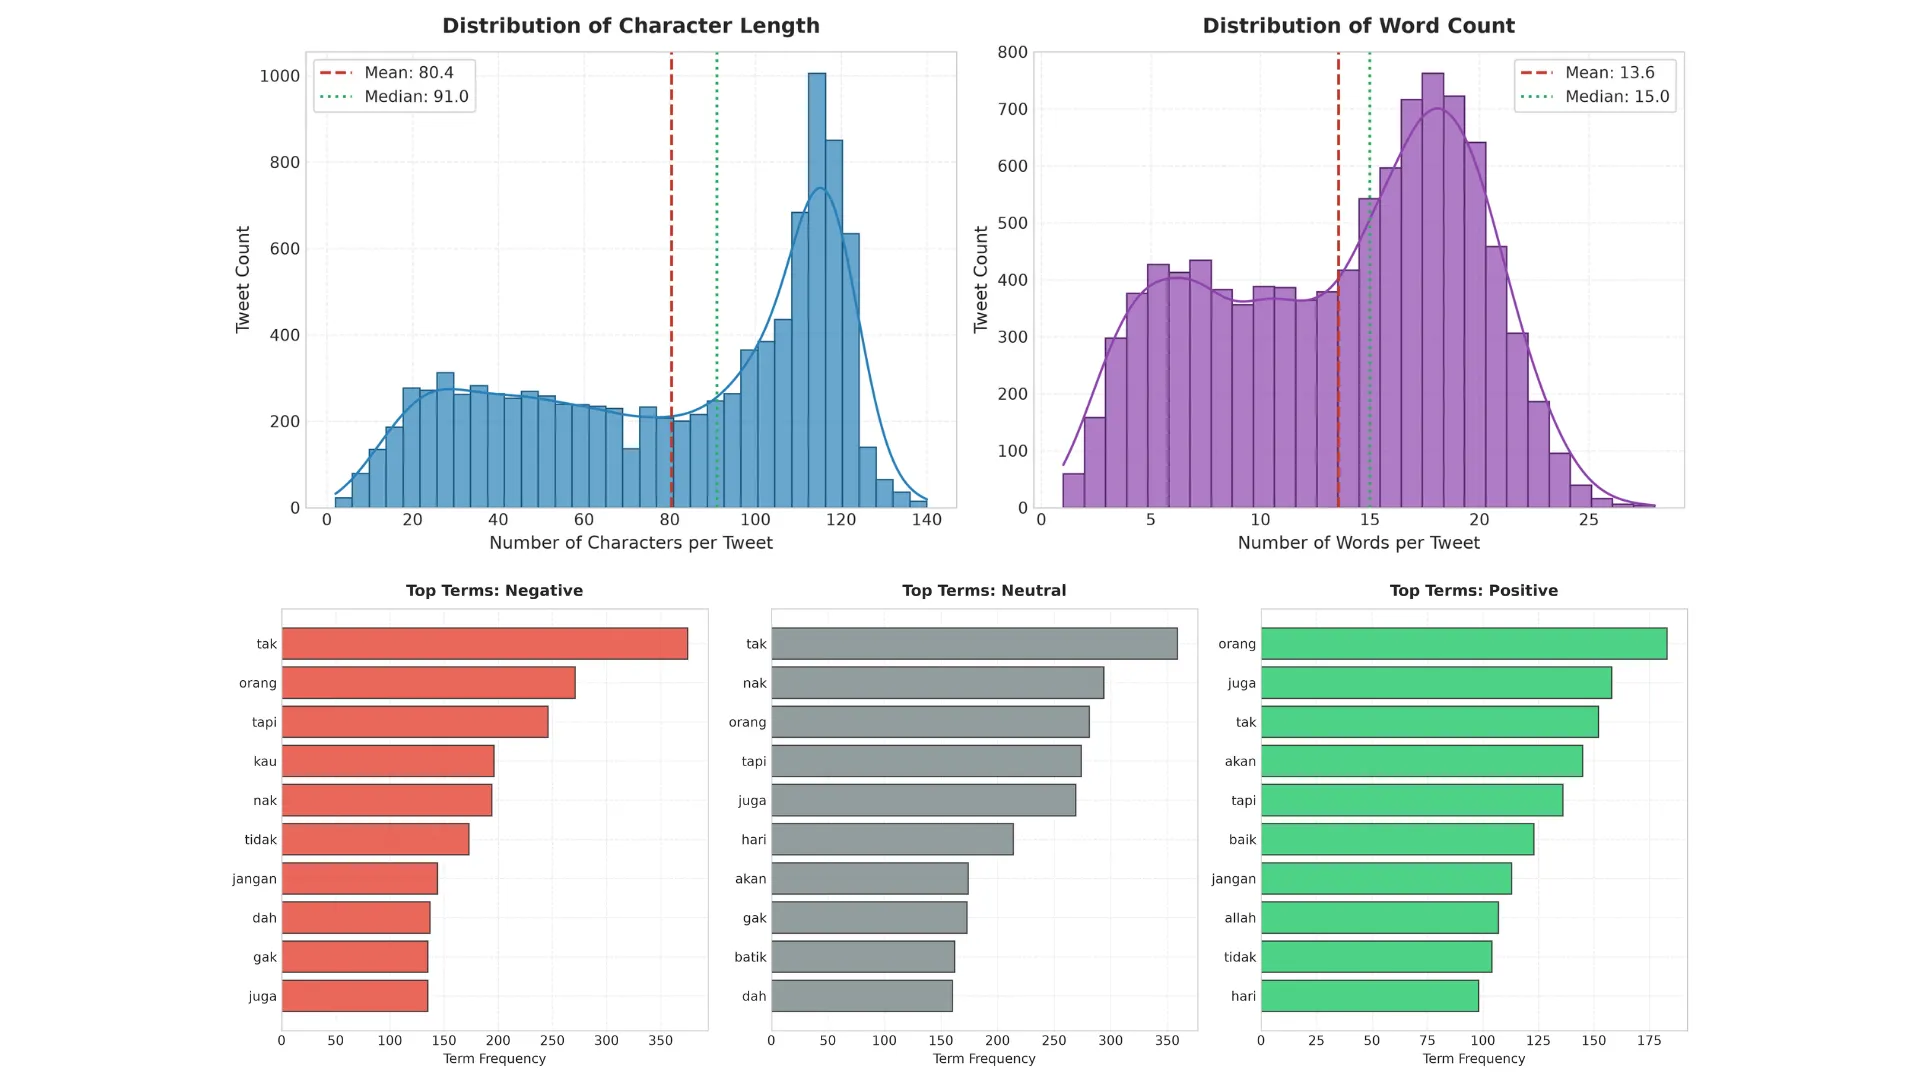 Distribution of Character Length
Mean: 80.4
Median: 91.0
Tweet Count
1000
800
600
400
200
0
0 20 40 60 80 100 120 140
Number of Characters per Tweet
Distribution of Word Count
Mean: 13.6
Median: 15.0
Tweet Count
800
700
600
500
400
300
200
100
0
0 5 10 15 20 25
Number of Words per Tweet
Top Terms: Negative
tak
orang
tapi
kau
nak
tidak
jangan
dah
gak
juga
0 50 100 150 200 250 300 350
Term Frequency
Top Terms: Neutral
tak
nak
orang
tapi
juga
hari
akan
gak
batik
dah
0 50 100 150 200 250 300 350
Term Frequency
Top Terms: Positive
orang
juga
tak
akan
tapi
baik
jangan
allah
tidak
hari
0 25 50 75 100 125 150 175
Term Frequency